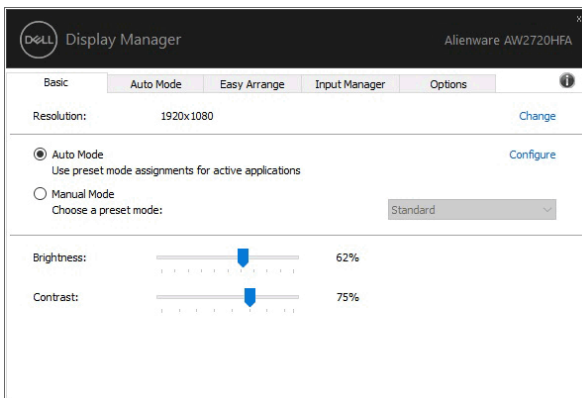 DELL Display Manager Alienware AW2720HFA
Basic Auto Mode Easy Arrange Input Manager Options
Resolution: 1920x1080 Change
Auto Mode Configure
Use preset mode assignments for active applications
Manual Mode
Choose a preset mode: Standard
Brightness: 62%
Contrast: 75%